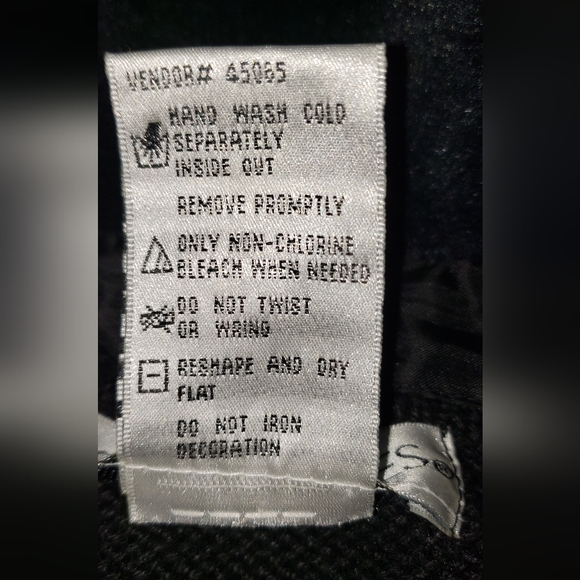 VENDOR# 45085
HAND WASH COLD
SEPARATELY
INSIDE OUT
REMOVE PROMPTLY
ONLY NON-CHLORINE
BLEACH WHEN NEEDED
DO NOT TWIST
OR WRING
RESHAPE AND DRY
FLAT
DO NOT IRON
DECORATION